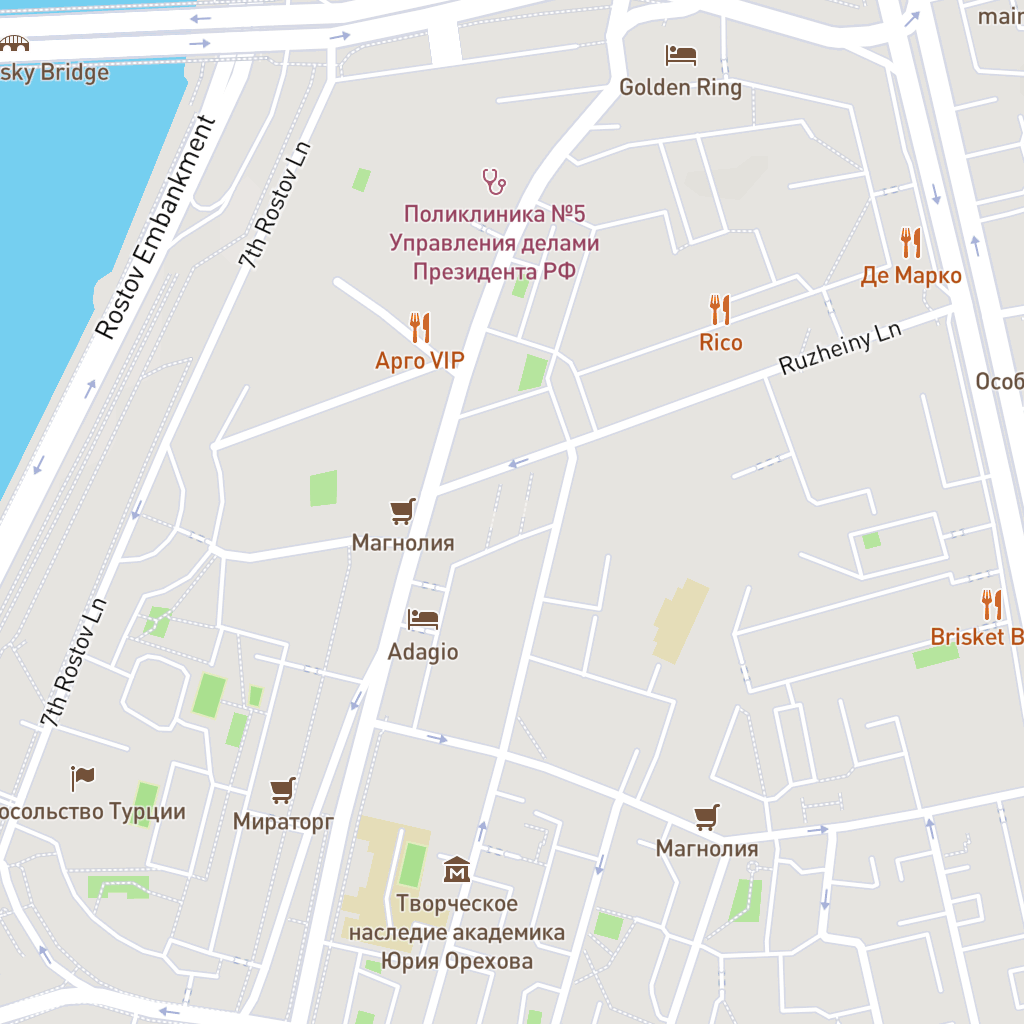 main
sky Bridge
Golden Ring
Rostov Embankment
7th Rostov Ln
Поликлиника №5
Управления делами
Президента РФ
Де Марко
Rico
Арго VIP
Ruzheiny Ln
Особ
Магнолия
Adagio
Brisket B
7th Rostov Ln
осольство Турции
Мираторг
Магнолия
Творческое
наследие академика
Юрия Орехова